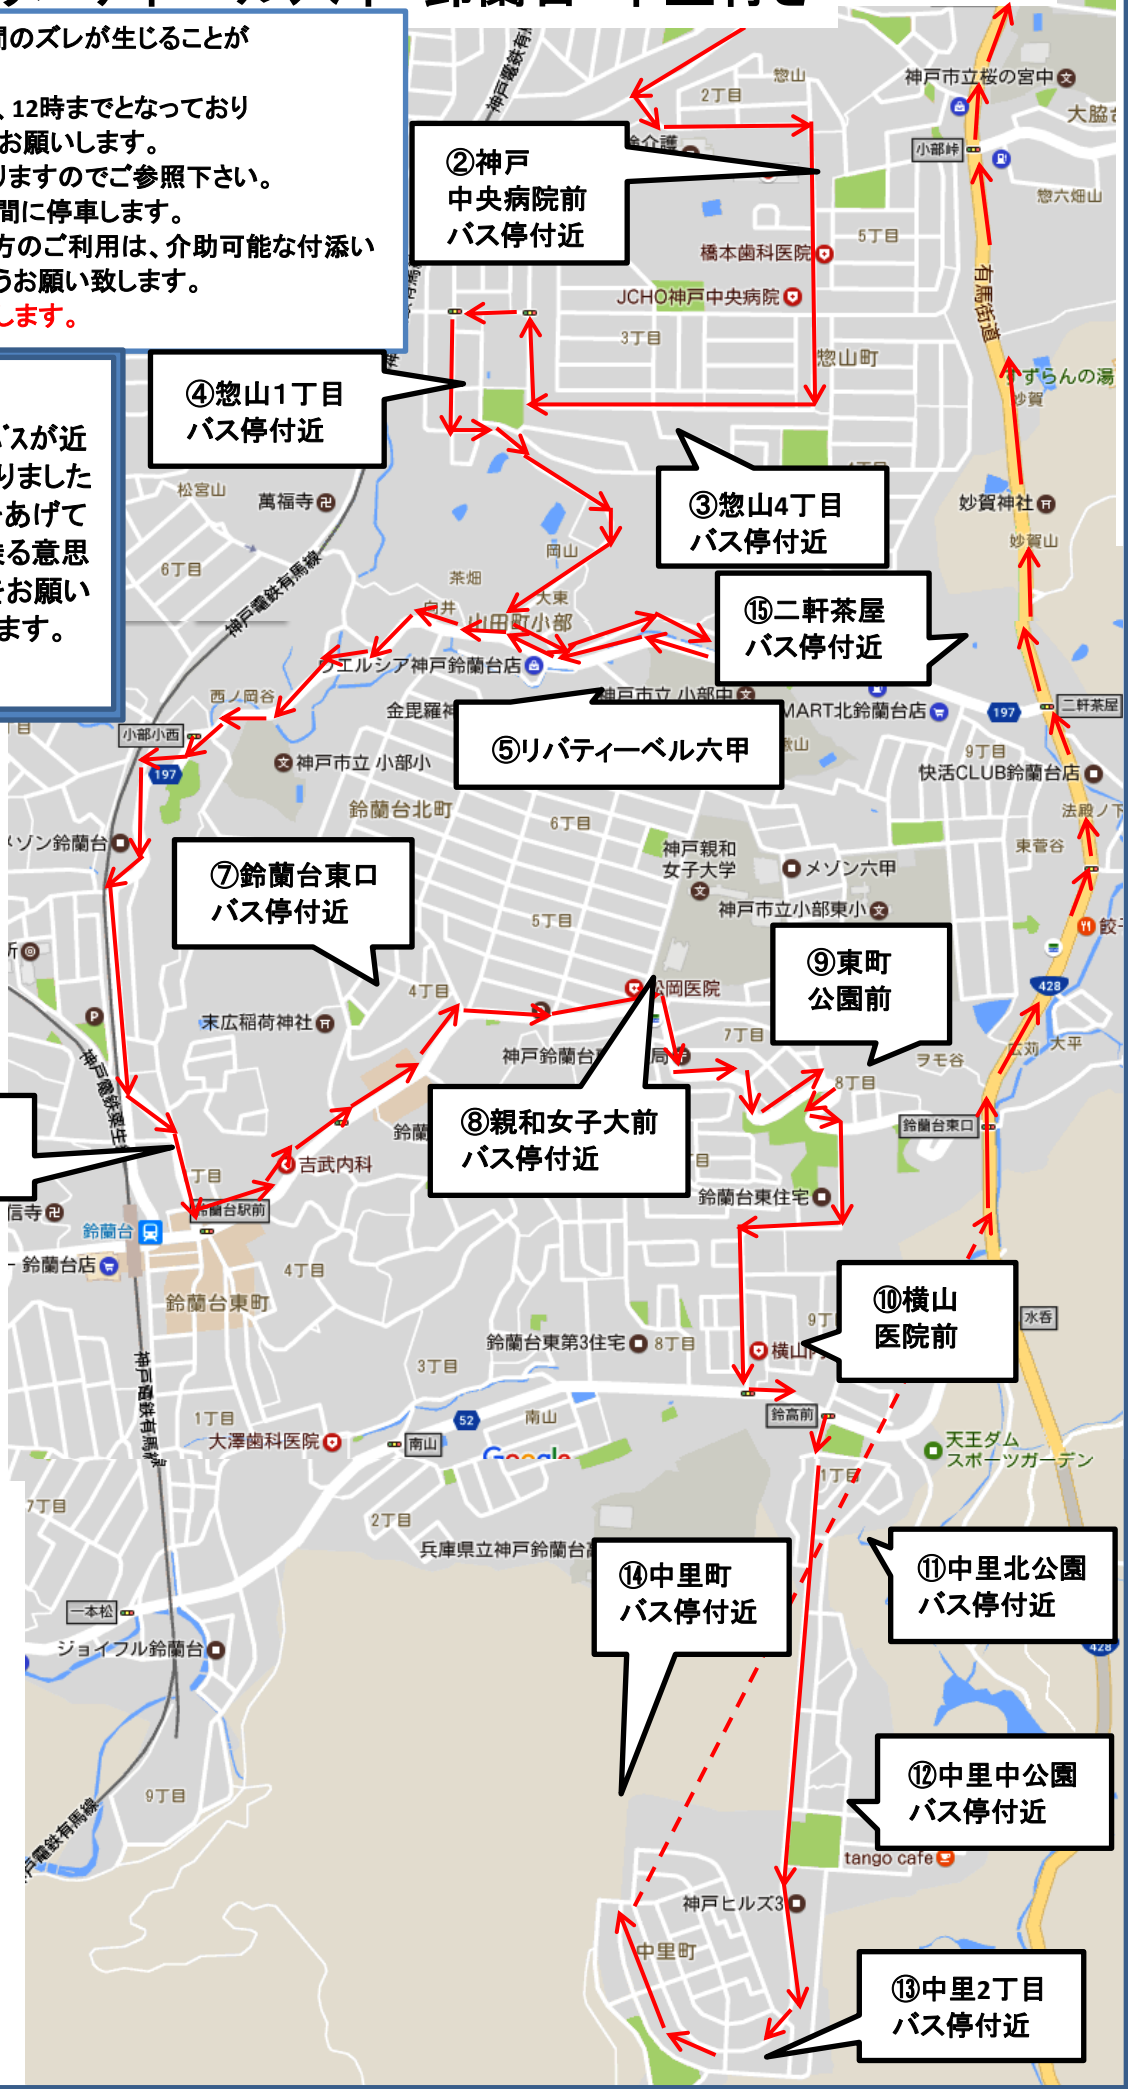 間のズレが生じることが
、12時までとなっており
お願いします。
りますのでご参照下さい。
間に停車します。
方のご利用は、介助可能な付添い
うお願い致します。
します。
バスが近
りました
をあげて
乗る意思
をお願い
ます。
②神戸
中央病院前
バス停付近
④惣山1丁目
バス停付近
③惣山4丁目
バス停付近
⑮二軒茶屋
バス停付近
⑤リバティーベル六甲
⑦鈴蘭台東口
バス停付近
⑨東町
公園前
⑧親和女子大前
バス停付近
⑩横山
医院前
⑭中里町
バス停付近
⑪中里北公園
バス停付近
⑫中里中公園
バス停付近
⑬中里2丁目
バス停付近
惣山
2丁目
神戸市立桜の宮中
大脇台
小部峠
惣六畑山
5丁目
橋本歯科医院
JCHO神戸中央病院
3丁目
惣山町
有馬街道
すずらんの湯
妙賀
神戸電鉄有馬線
松宮山
萬福寺
6丁目
岡山
茶畑
大東
向井
山田町小部
妙賀神社
妙賀山
ウエルシア神戸鈴蘭台店
西ノ岡谷
金毘羅神
神戸市立 小部中
MART北鈴蘭台店
197
二軒茶屋
小部小西
197
神戸市立 小部小
9丁目
快活CLUB鈴蘭台店
法殿ノ下
東菅谷
鈴蘭台北町
6丁目
メゾン鈴蘭台
神戸親和
女子大学
メゾン六甲
神戸市立小部東小
5丁目
4丁目
松岡医院
428
末広稲荷神社
7丁目
広苅
大平
ヲモ谷
8丁目
鈴蘭台東口
吉武内科
鈴蘭台駅前
鈴蘭台
鈴蘭台店
鈴蘭台東住宅
4丁目
鈴蘭台東町
水呑
鈴蘭台東第3住宅
8丁目
3丁目
神戸電鉄有馬線
1丁目
52
南山
大澤歯科医院
南山
Google
鈴高前
天王ダム
スポーツガーデン
1丁目
7丁目
2丁目
兵庫県立神戸鈴蘭台高
一本松
ジョイフル鈴蘭台
428
9丁目
神戸電鉄有馬線
tango cafe
神戸ヒルズ3
中里町